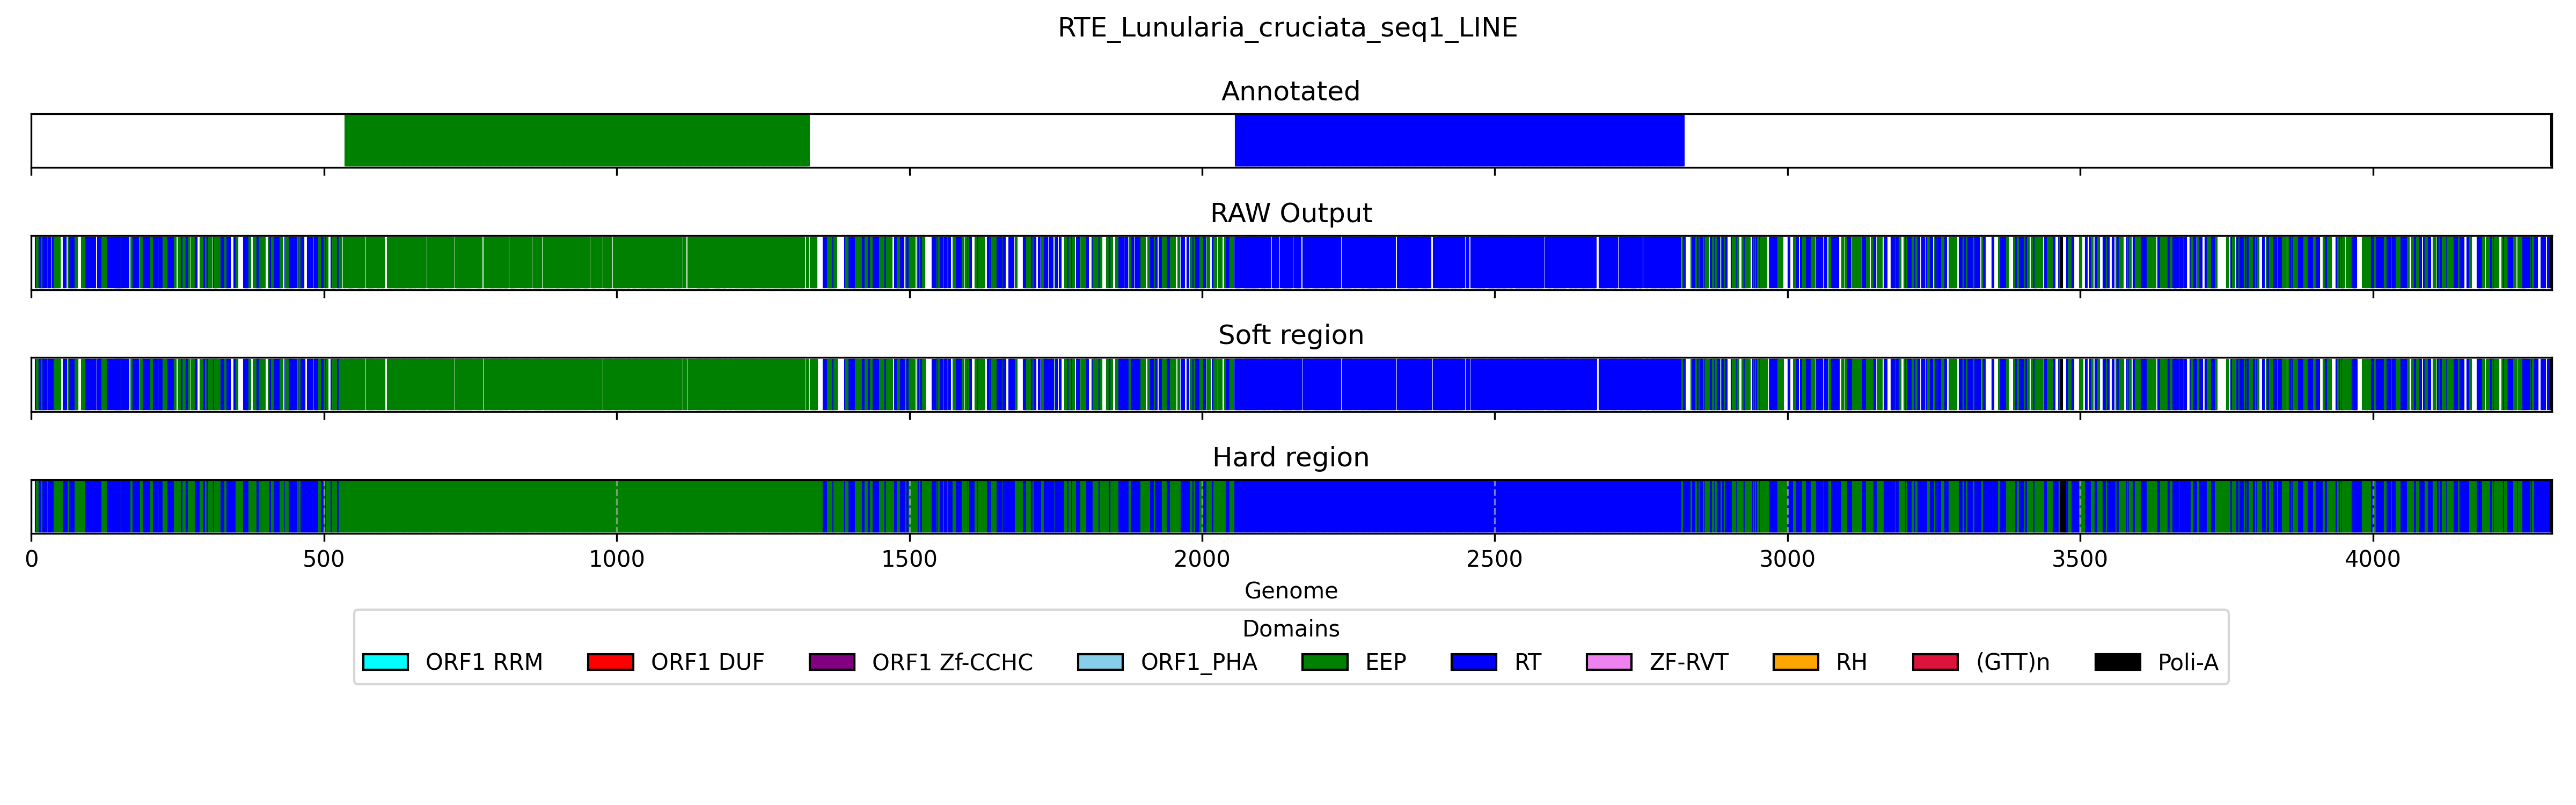 RTE_Lunularia_cruciata_seq1_LINE
Annotated
RAW Output
Soft region
Hard region
0 500 1000 1500 2000 2500 3000 3500 4000
Genome
Domains
ORF1 RRM ORF1 DUF ORF1 Zf-CCHC ORF1_PHA EEP RT ZF-RVT RH (GTT)n Poli-A